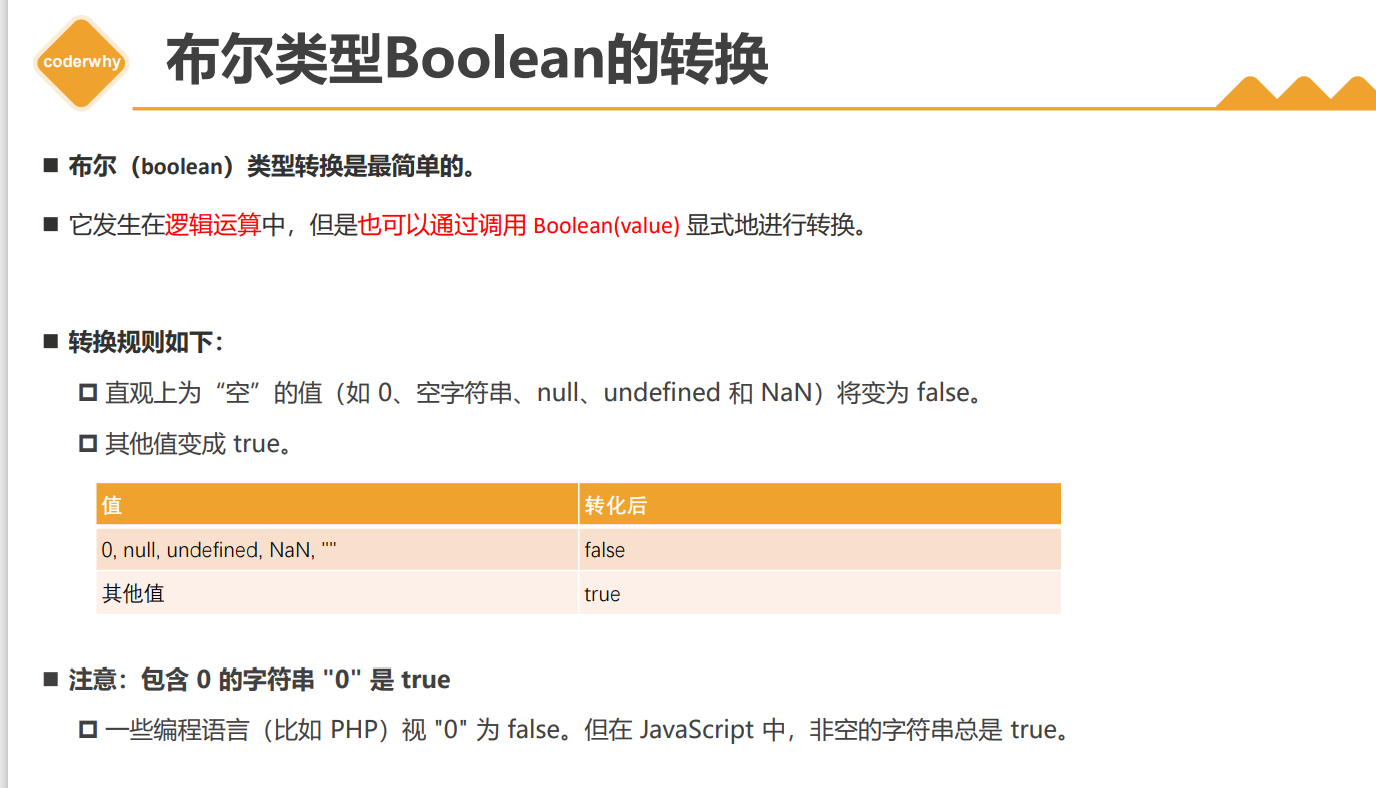 coderwhy
布尔类型Boolean的转换
布尔（boolean）类型转换是最简单的。
它发生在逻辑运算中，但是也可以通过调用 Boolean(value) 显式地进行转换。
转换规则如下：
直观上为“空”的值（如 0、空字符串、null、undefined 和 NaN）将变为 false。
其他值变成 true。
值 转化后
0, null, undefined, NaN, "" false
其他值 true
注意：包含 0 的字符串 "0" 是 true
一些编程语言（比如 PHP）视 "0" 为 false。但在 JavaScript 中，非空的字符串总是 true。